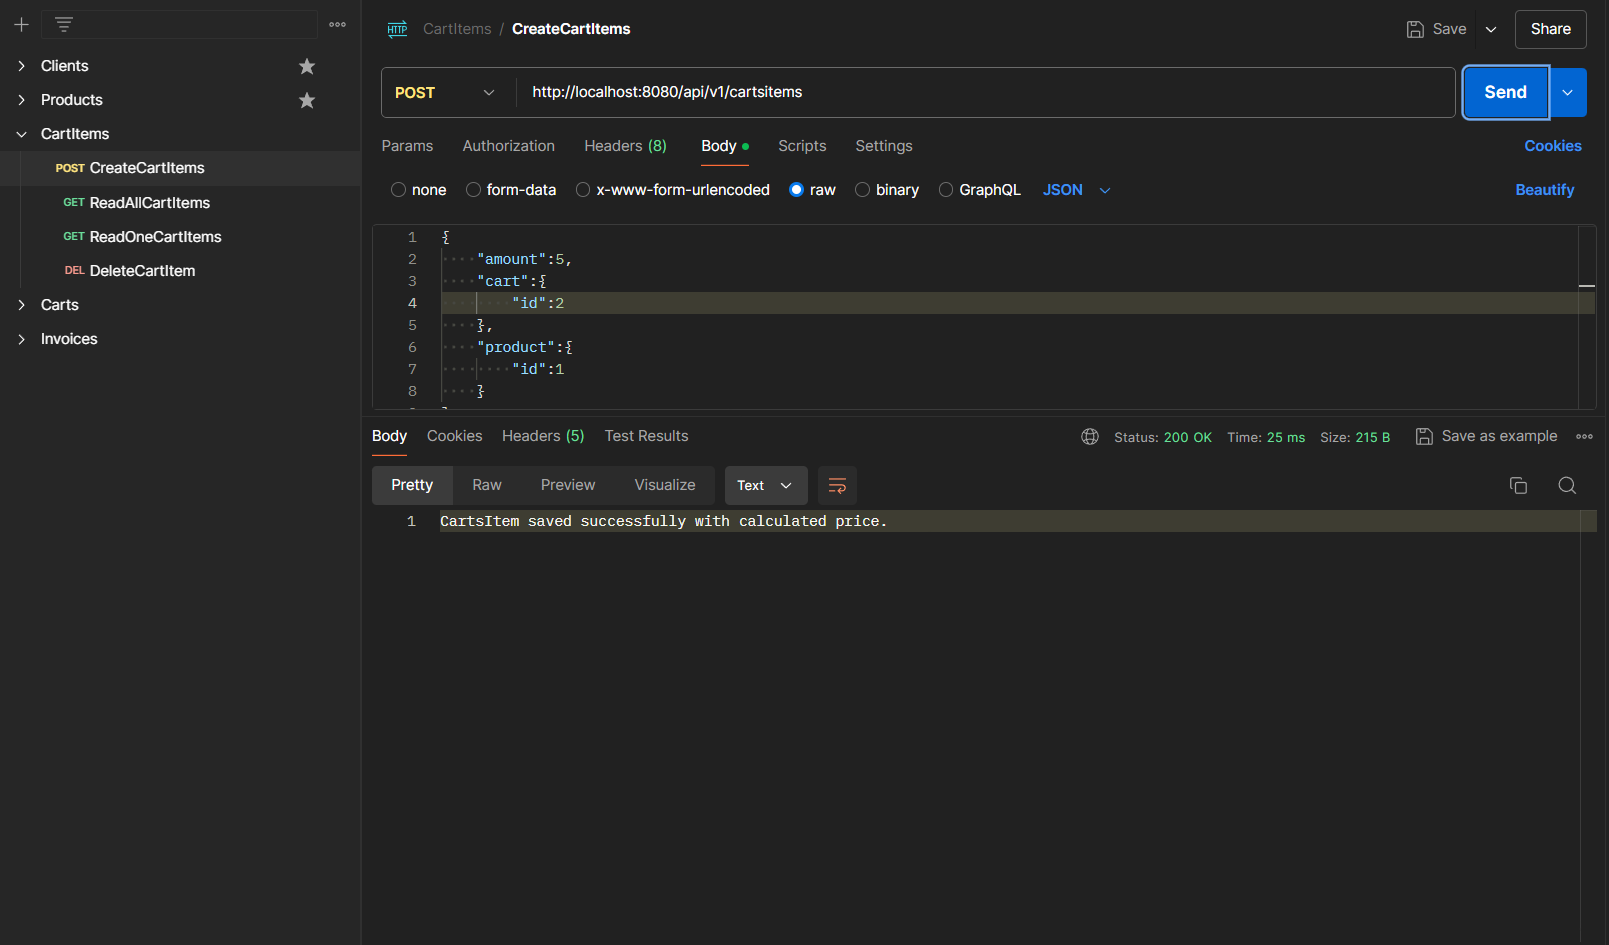 Clients
Products
CartItems
POST CreateCartItems
GET ReadAllCartItems
GET ReadOneCartItems
DEL DeleteCartItem
Carts
Invoices
HTTP CartItems / CreateCartItems
Save
Share
POST
http://localhost:8080/api/v1/cartsitems
Send
Params Authorization Headers (8) Body Scripts Settings
Cookies
none form-data x-www-form-urlencoded raw binary GraphQL JSON
Beautify
1 {
2 "amount":5,
3 "cart":{
4 "id":2
5 },
6 "product":{
7 "id":1
8 }
Body Cookies Headers (5) Test Results
Status: 200 OK Time: 25 ms Size: 215 B
Save as example
Pretty Raw Preview Visualize Text
1 CartsItem saved successfully with calculated price.